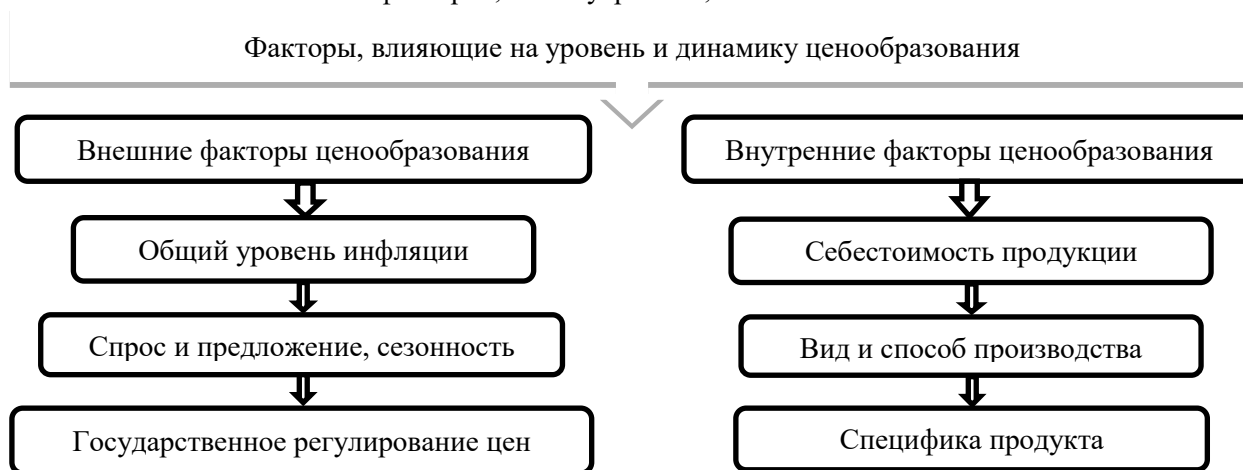 Факторы, влияющие на уровень и динамику ценообразования
Внешние факторы ценообразования
Общий уровень инфляции
Спрос и предложение, сезонность
Государственное регулирование цен
Внутренние факторы ценообразования
Себестоимость продукции
Вид и способ производства
Специфика продукта